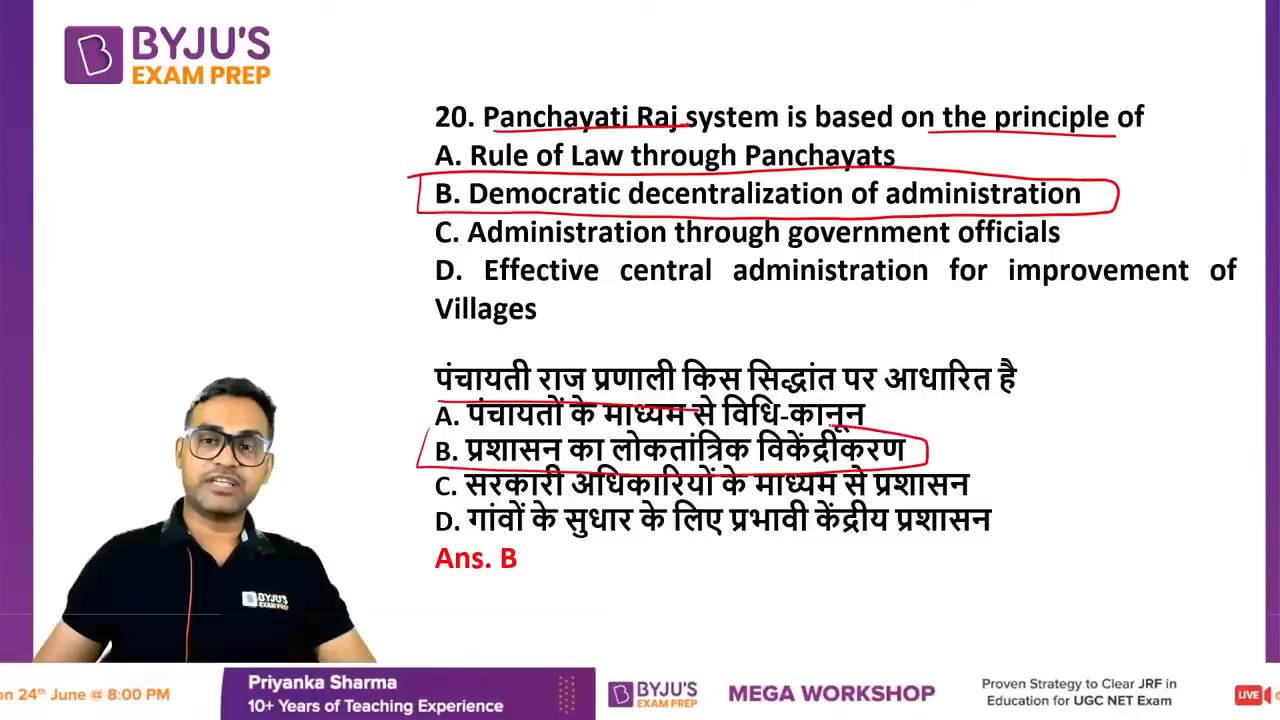 BYJU'S
EXAM PREP
20. Panchayati Raj system is based on the principle of
A. Rule of Law through Panchayats
B. Democratic decentralization of administration
C. Administration through government officials
D. Effective central administration for improvement of
Villages
पंचायती राज प्रणाली किस सिद्धांत पर आधारित है
A. पंचायतों के माध्यम से विधि-कानून
B. प्रशासन का लोकतांत्रिक विकेंद्रीकरण
C. सरकारी अधिकारियों के माध्यम से प्रशासन
D. गांवों के सुधार के लिए प्रभावी केंद्रीय प्रशासन
Ans. B
BYJU'S
EXAM PREP
on 24th June @ 8:00 PM
Priyanka Sharma
10+ Years of Teaching Experience
BYJU'S
EXAM PREP
MEGA WORKSHOP
Proven Strategy to Clear JRF in
Education for UGC NET Exam
LIVE